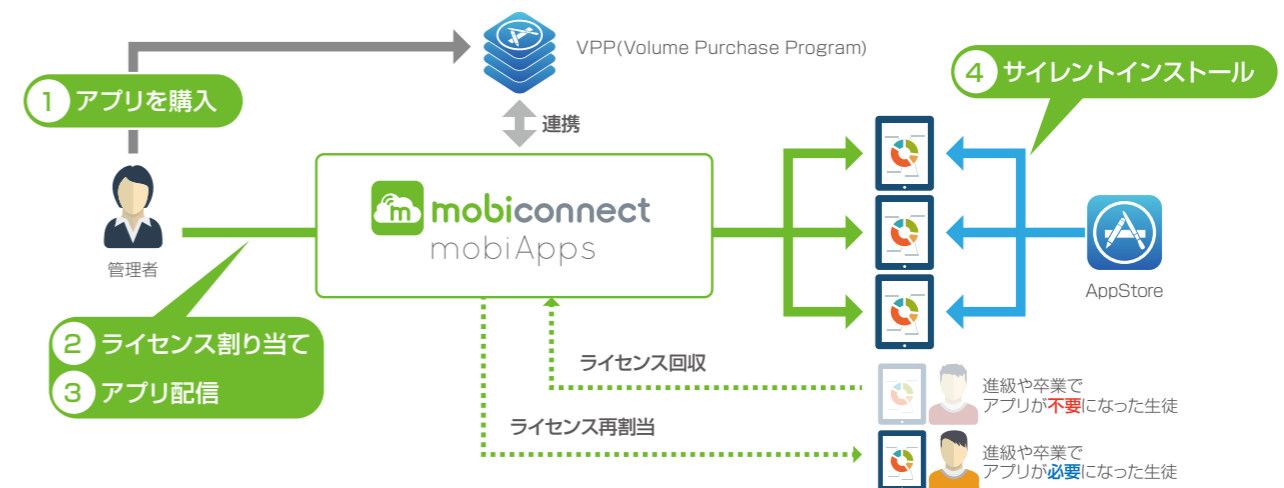 VPP(Volume Purchase Program)
4 サイレントインストール
1 アプリを購入
連携
mobiconnect
mobiApps
管理者
AppStore
2 ライセンス割り当て
3 アプリ配信
ライセンス回収
進級や卒業で
アプリが不要になった生徒
ライセンス再割当
進級や卒業で
アプリが必要になった生徒